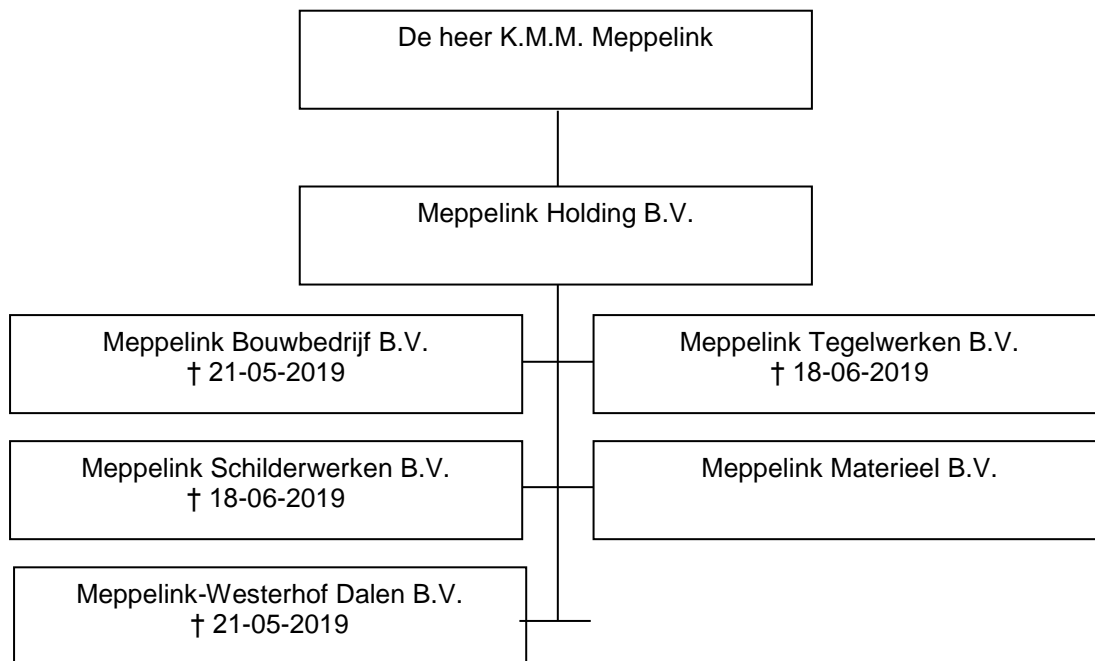 De heer K.M.M. Meppelink
Meppelink Holding B.V.
Meppelink Bouwbedrijf B.V.
† 21-05-2019
Meppelink Tegelwerken B.V.
† 18-06-2019
Meppelink Schilderwerken B.V.
† 18-06-2019
Meppelink Materieel B.V.
Meppelink-Westerhof Dalen B.V.
† 21-05-2019